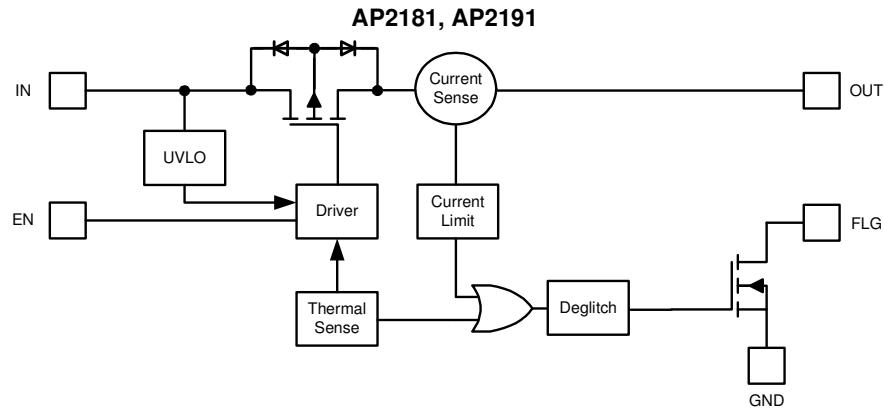 AP2181, AP2191
IN
Current
Sense
OUT
UVLO
EN
Driver
Current
Limit
FLG
Thermal
Sense
Deglitch
GND